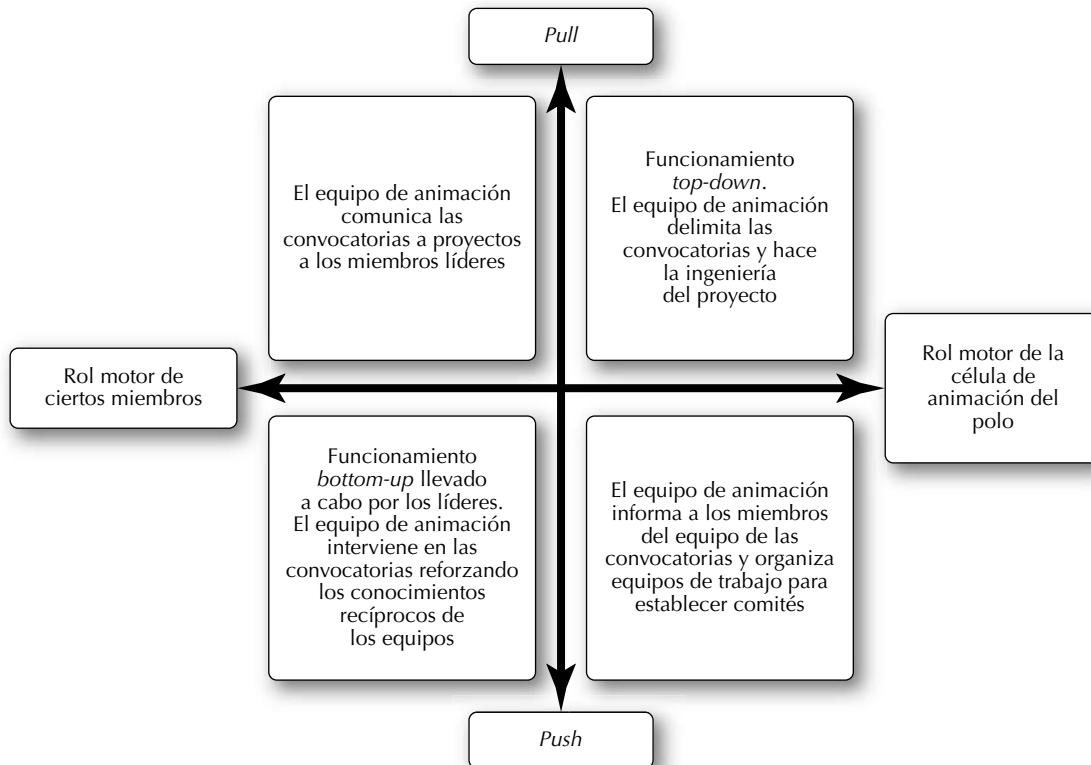 Pull
El equipo de animación
comunica las
convocatorias a proyectos
a los miembros líderes
Funcionamiento
top-down.
El equipo de animación
delimita las
convocatorias y hace
la ingeniería
del proyecto
Rol motor de
ciertos miembros
Rol motor de la
célula de
animación del
polo
Funcionamiento
bottom-up llevado
a cabo por los líderes.
El equipo de animación
interviene en las
convocatorias reforzando
los conocimientos
recíprocos de
los equipos
El equipo de animación
informa a los miembros
del equipo de las
convocatorias y organiza
equipos de trabajo para
establecer comités
Push